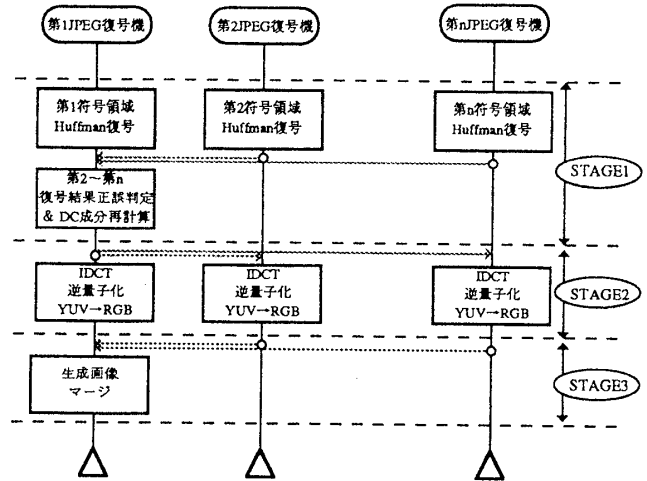 第1JPEG復号機
第2JPEG復号機
第nJPEG復号機
第1符号領域
Huffman復号
第2符号領域
Huffman復号
第n符号領域
Huffman復号
第2～第n
復号結果正誤判定
& DC成分再計算
STAGE1
IDCT
逆量子化
YUV→RGB
IDCT
逆量子化
YUV→RGB
IDCT
逆量子化
YUV→RGB
STAGE2
生成画像
マージ
STAGE3